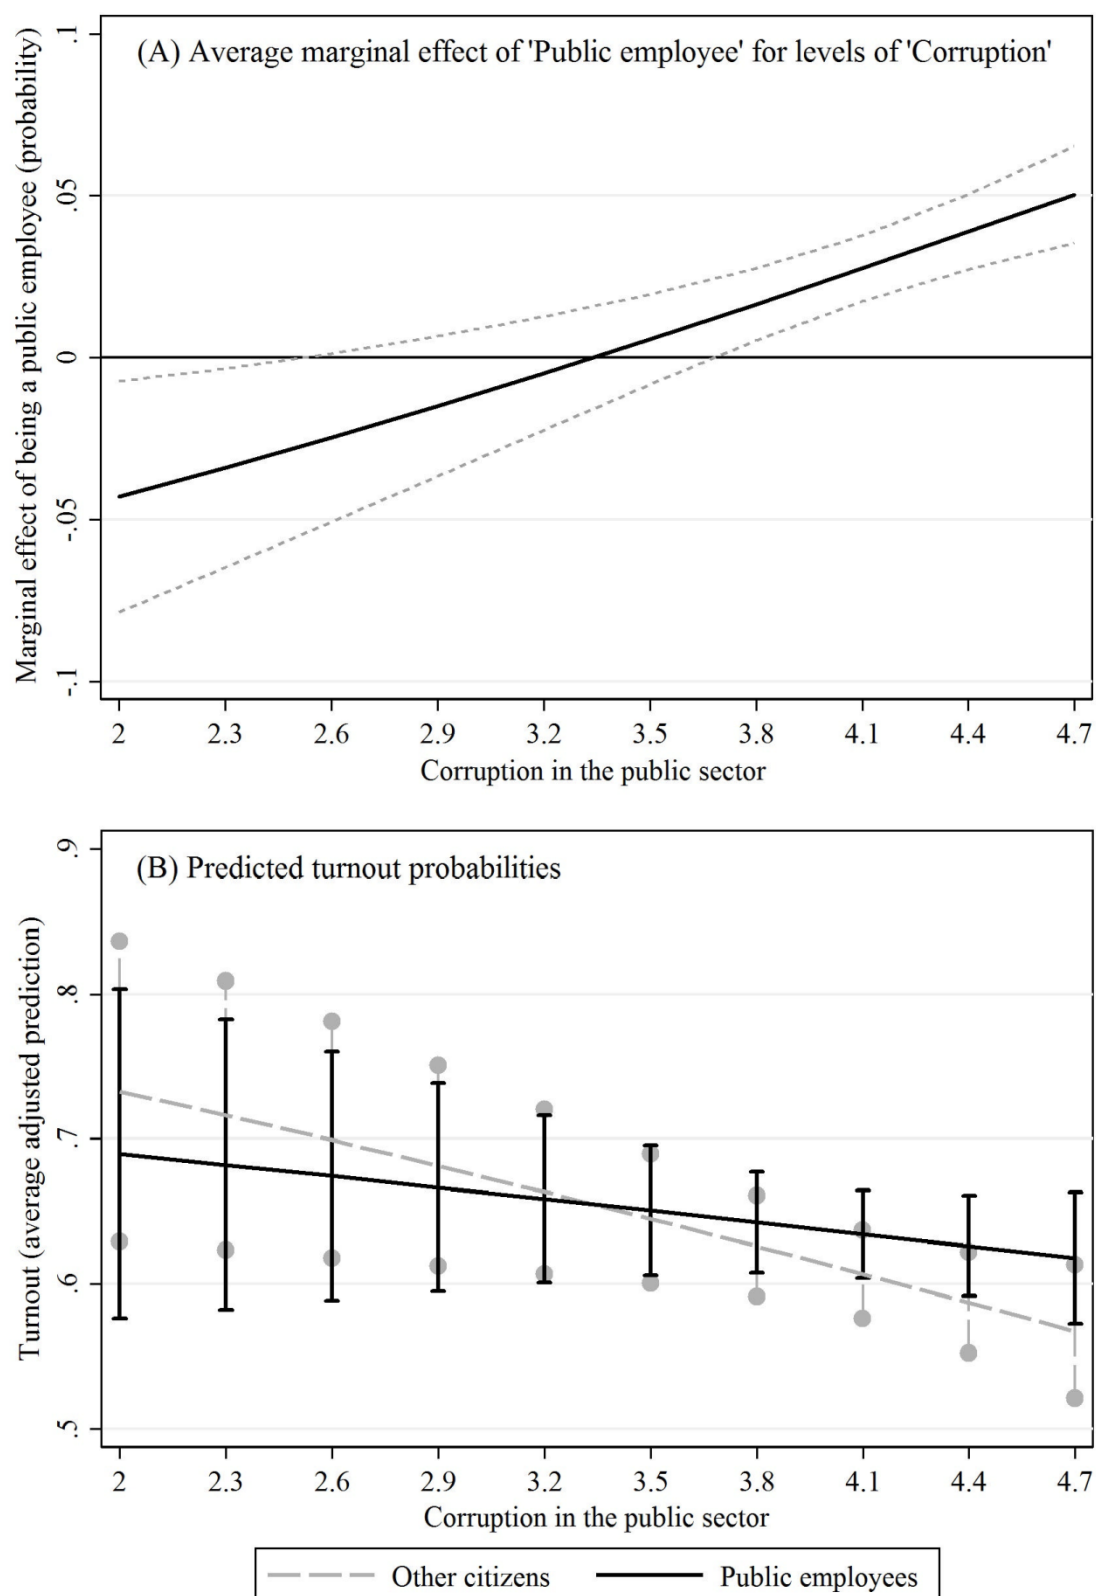 (A) Average marginal effect of 'Public employee' for levels of 'Corruption'
Marginal effect of being a public employee (probability)
.1
.05
0
-.05
-.1
2 2.3 2.6 2.9 3.2 3.5 3.8 4.1 4.4 4.7
Corruption in the public sector
(B) Predicted turnout probabilities
Turnout (average adjusted prediction)
.9
.8
.7
.6
.5
2 2.3 2.6 2.9 3.2 3.5 3.8 4.1 4.4 4.7
Corruption in the public sector
Other citizens Public employees